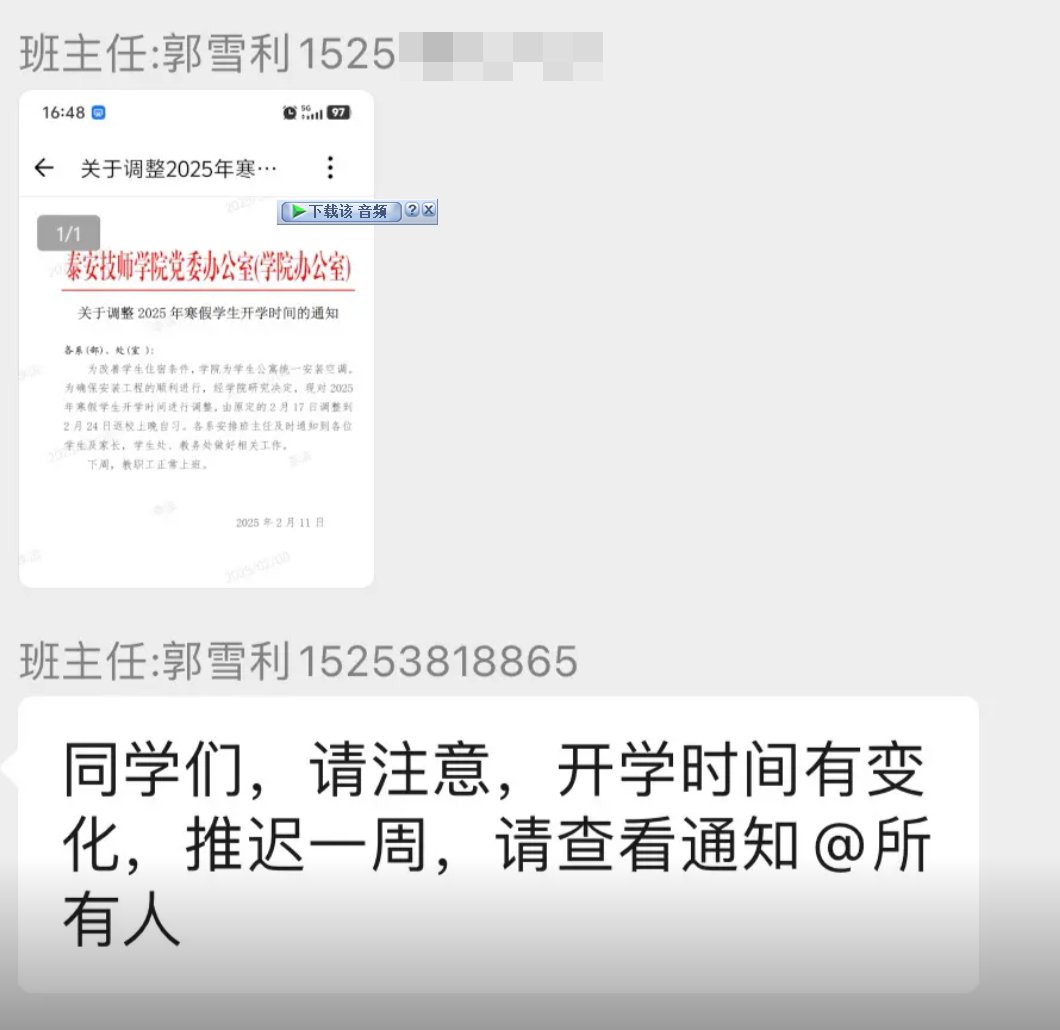 班主任:郭雪利1525
16:48
5G
97
关于调整2025年寒…
下载该 音频 ? X
1/1
泰安技师学院党委办公室(学院办公室)
关于调整 2025 年寒假学生开学时间的通知
各系(部)、处(室):
为改善学生住宿条件，学院为学生公寓统一安装空调。
为确保安装工程的顺利进行，经学院研究决定，现对 2025
年寒假学生开学时间进行调整，由原定的 2 月 17 日调整到
2 月 24 日返校上晚自习。各系安排班主任及时通知到各位
学生及家长，学生处、教务处做好相关工作。
下周，教职工正常上班。
2025 年 2 月 11 日
班主任:郭雪利15253818865
同学们，请注意，开学时间有变
化，推迟一周，请查看通知@所
有人